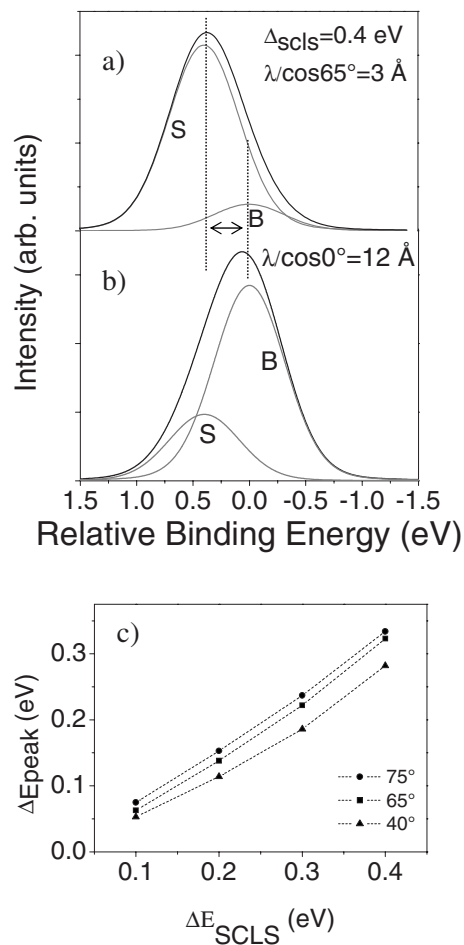 a)
Δscls=0.4 eV
λ/cos65°=3 Å
S
B
b)
λ/cos0°=12 Å
B
S
Intensity (arb. units)
1.5 1.0 0.5 0.0 -0.5 -1.0 -1.5
Relative Binding Energy (eV)
c)
0.3
0.2
0.1
0.0
ΔEpeak (eV)
75°
65°
40°
0.1 0.2 0.3 0.4
ΔE SCLS (eV)